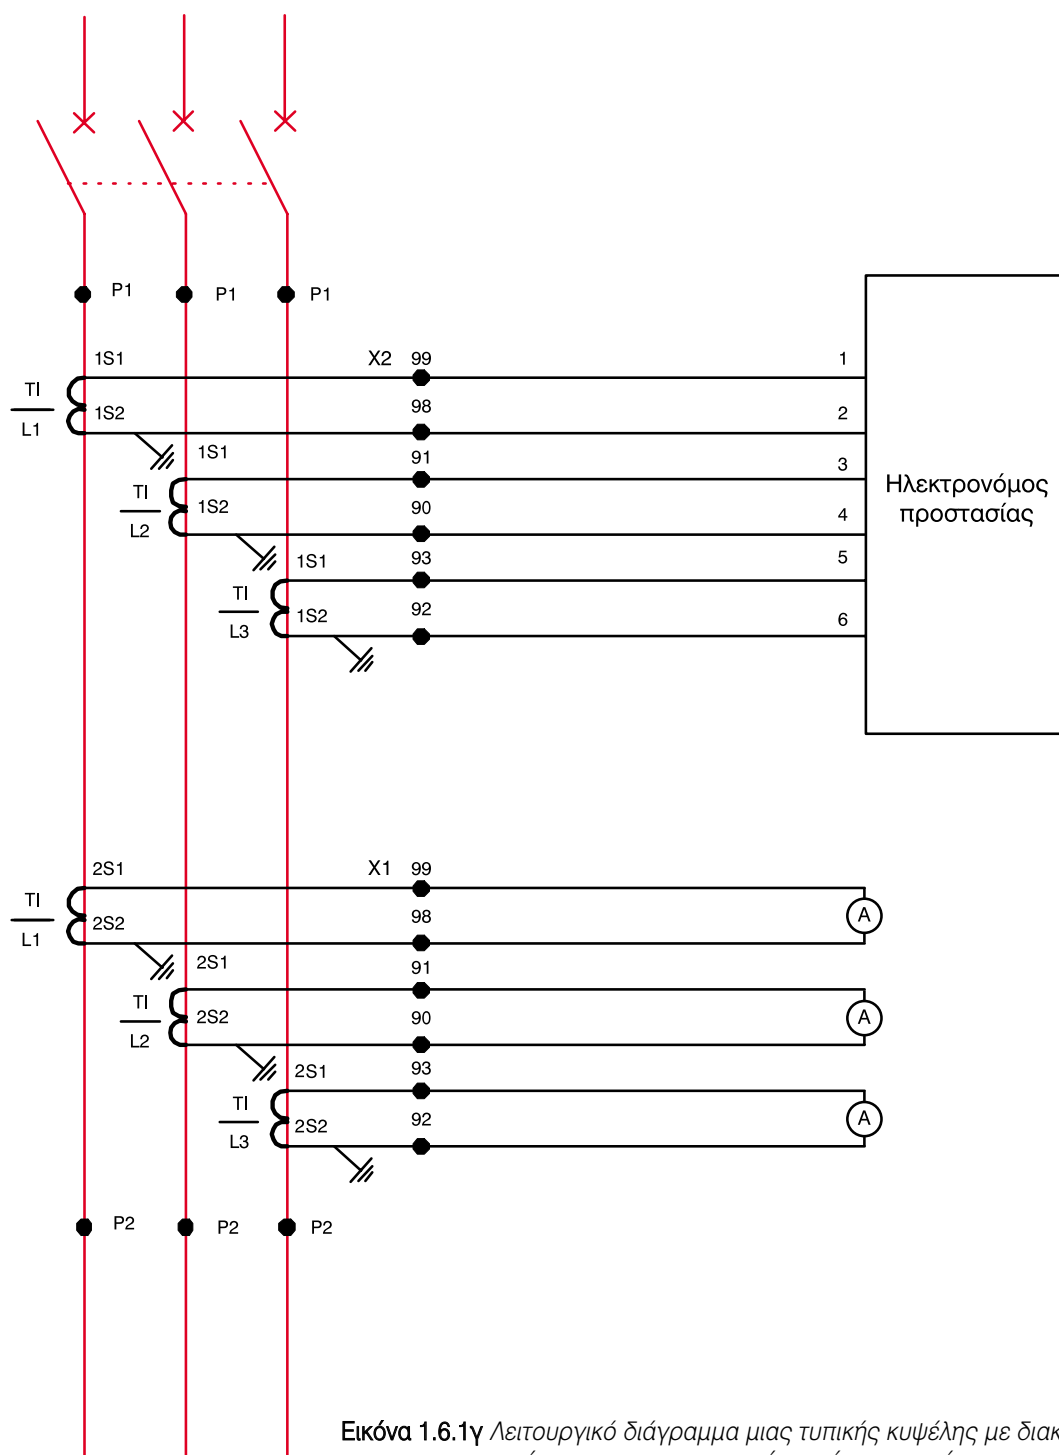 P1 P1 P1
1S1 X2 99 1
TI
L1
1S2 98 2
1S1 91 3
TI
L2
1S2 90 4
1S1 93 5
TI
L3
1S2 92 6
Ηλεκτρονόμος
προστασίας
2S1 X1 99
TI
L1
2S2 98 A
2S1 91
TI
L2
2S2 90 A
2S1 93
TI
L3
2S2 92 A
P2 P2 P2
Εικόνα 1.6.1γ Λειτουργικό διάγραμμα μιας τυπικής κυψέλης με διακ